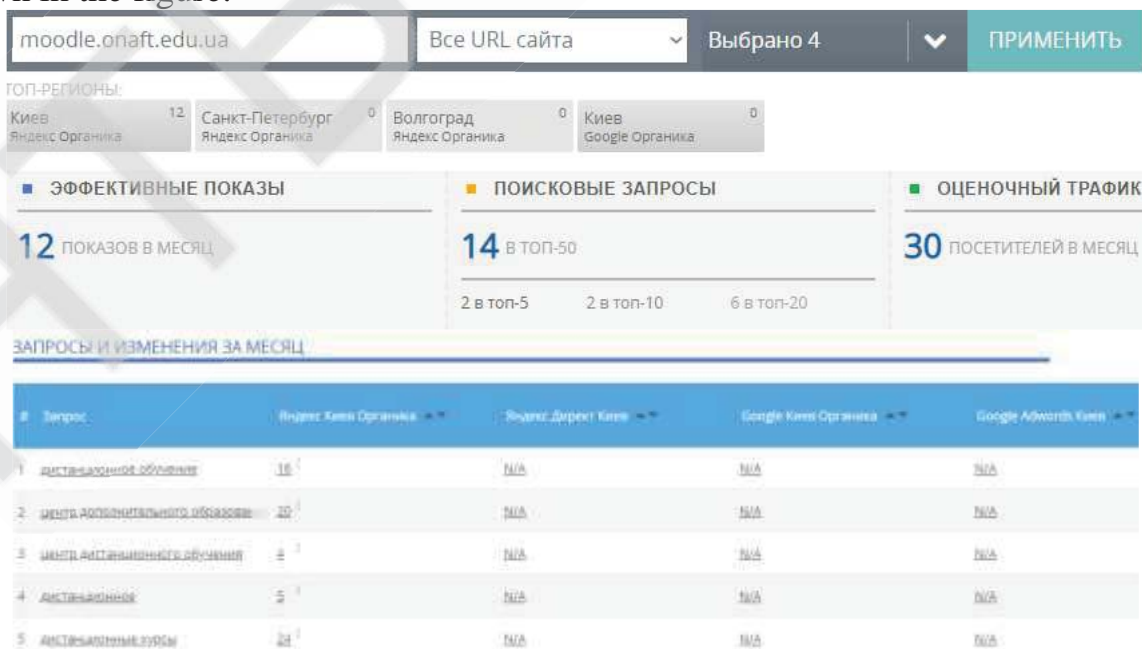 moodle.onaft.edu.ua Все URL сайта Выбрано 4 ПРИМЕНИТЬ
ТОП-РЕГИОНЫ:
Киев 12 Санкт-Петербург 0 Волгоград 0 Киев 0
Яндекс Органика Яндекс Органика Яндекс Органика Google Органика
ЭФФЕКТИВНЫЕ ПОКАЗЫ ПОИСКОВЫЕ ЗАПРОСЫ ОЦЕНОЧНЫЙ ТРАФИК
12 ПОКАЗОВ В МЕСЯЦ 14 В ТОП-50 30 ПОСЕТИТЕЛЕЙ В МЕСЯЦ
2 в топ-5 2 в топ-10 6 в топ-20
ЗАПРОСЫ И ИЗМЕНЕНИЯ ЗА МЕСЯЦ
# Запрос Яндекс Киев Органика Яндекс Директ Киев Google Киев Органика Google Adwords Киев
1 дистанционное обучение 16 N/A N/A N/A
2 центр дополнительного образован 20 N/A N/A N/A
3 центр дистанционного обучения N/A N/A N/A
4 дистанционное 5 N/A N/A N/A
5 дистанционные курсы 24 N/A N/A N/A